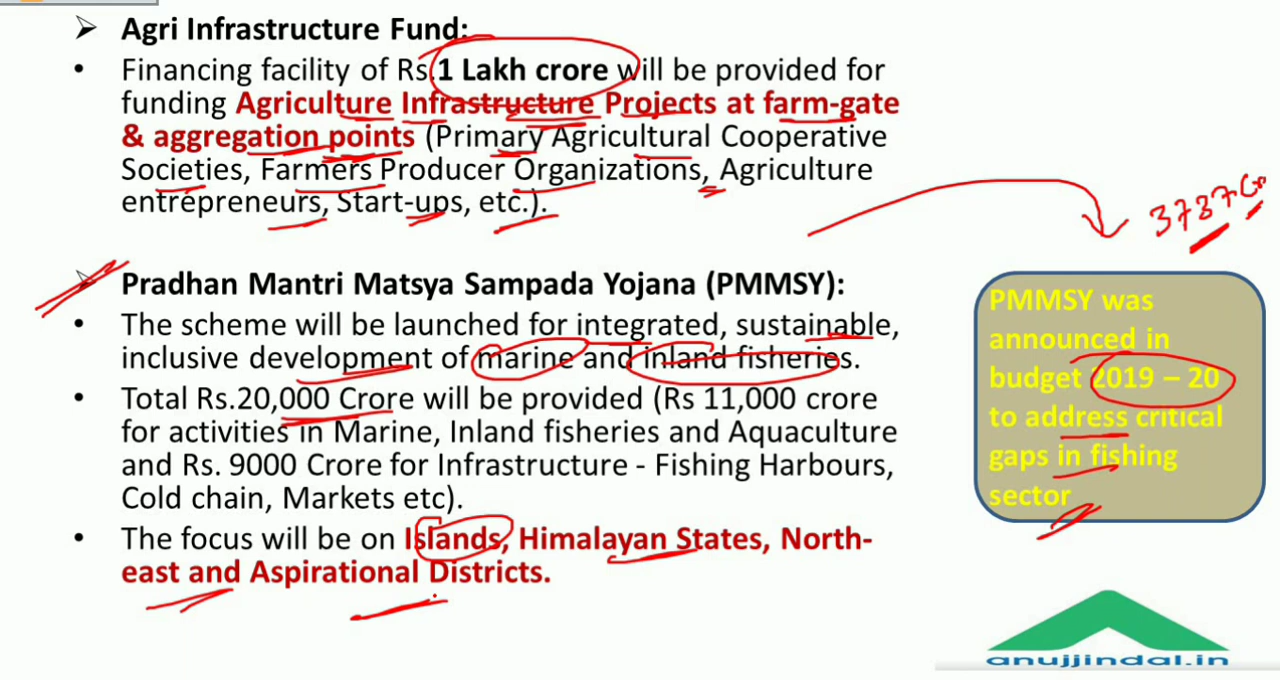 ➢ Agri Infrastructure Fund:
• Financing facility of Rs.1 Lakh crore will be provided for
funding Agriculture Infrastructure Projects at farm-gate
& aggregation points (Primary Agricultural Cooperative
Societies, Farmers Producer Organizations, Agriculture
entrepreneurs, Start-ups, etc.).
➢ Pradhan Mantri Matsya Sampada Yojana (PMMSY):
• The scheme will be launched for integrated, sustainable,
inclusive development of marine and inland fisheries.
• Total Rs.20,000 Crore will be provided (Rs 11,000 crore
for activities in Marine, Inland fisheries and Aquaculture
and Rs. 9000 Crore for Infrastructure - Fishing Harbours,
Cold chain, Markets etc).
• The focus will be on Islands, Himalayan States, North-
east and Aspirational Districts.
3737 Cr
PMMSY was
announced in
budget 2019 – 20
to address critical
gaps in fishing
sector
anujjindal.in